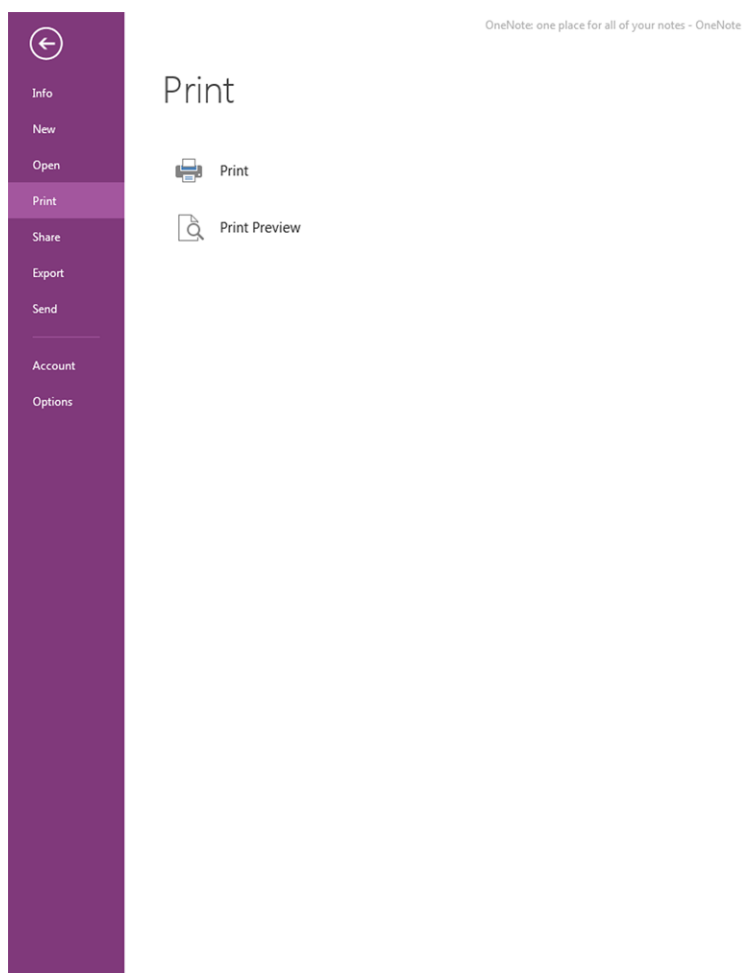 OneNote: one place for all of your notes - OneNote
Info
New
Open
Print
Share
Export
Send
Account
Options
Print
Print
Print Preview